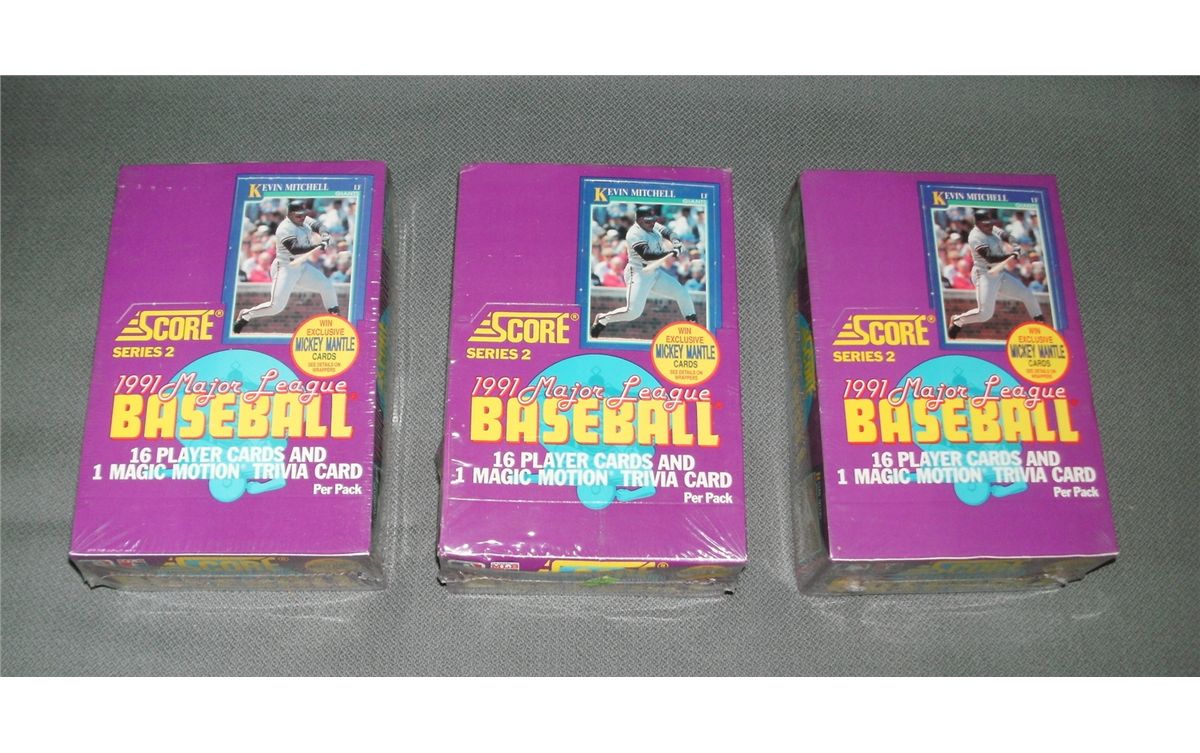 KEVIN MITCHELL LF
GIANTS
SCORE®
SERIES 2
WIN
EXCLUSIVE
MICKEY MANTLE
CARDS
SEE DETAILS ON
WRAPPERS
1991 Major League
BASEBALL®
16 PLAYER CARDS AND
1 MAGIC MOTION® TRIVIA CARD
Per Pack
KEVIN MITCHELL LF
GIANTS
SCORE®
SERIES 2
WIN
EXCLUSIVE
MICKEY MANTLE
CARDS
SEE DETAILS ON
WRAPPERS
1991 Major League
BASEBALL®
16 PLAYER CARDS AND
1 MAGIC MOTION® TRIVIA CARD
Per Pack
KEVIN MITCHELL LF
GIANTS
SCORE®
SERIES 2
WIN
EXCLUSIVE
MICKEY MANTLE
CARDS
SEE DETAILS ON
WRAPPERS
1991 Major League
BASEBALL®
16 PLAYER CARDS AND
1 MAGIC MOTION® TRIVIA CARD
Per Pack